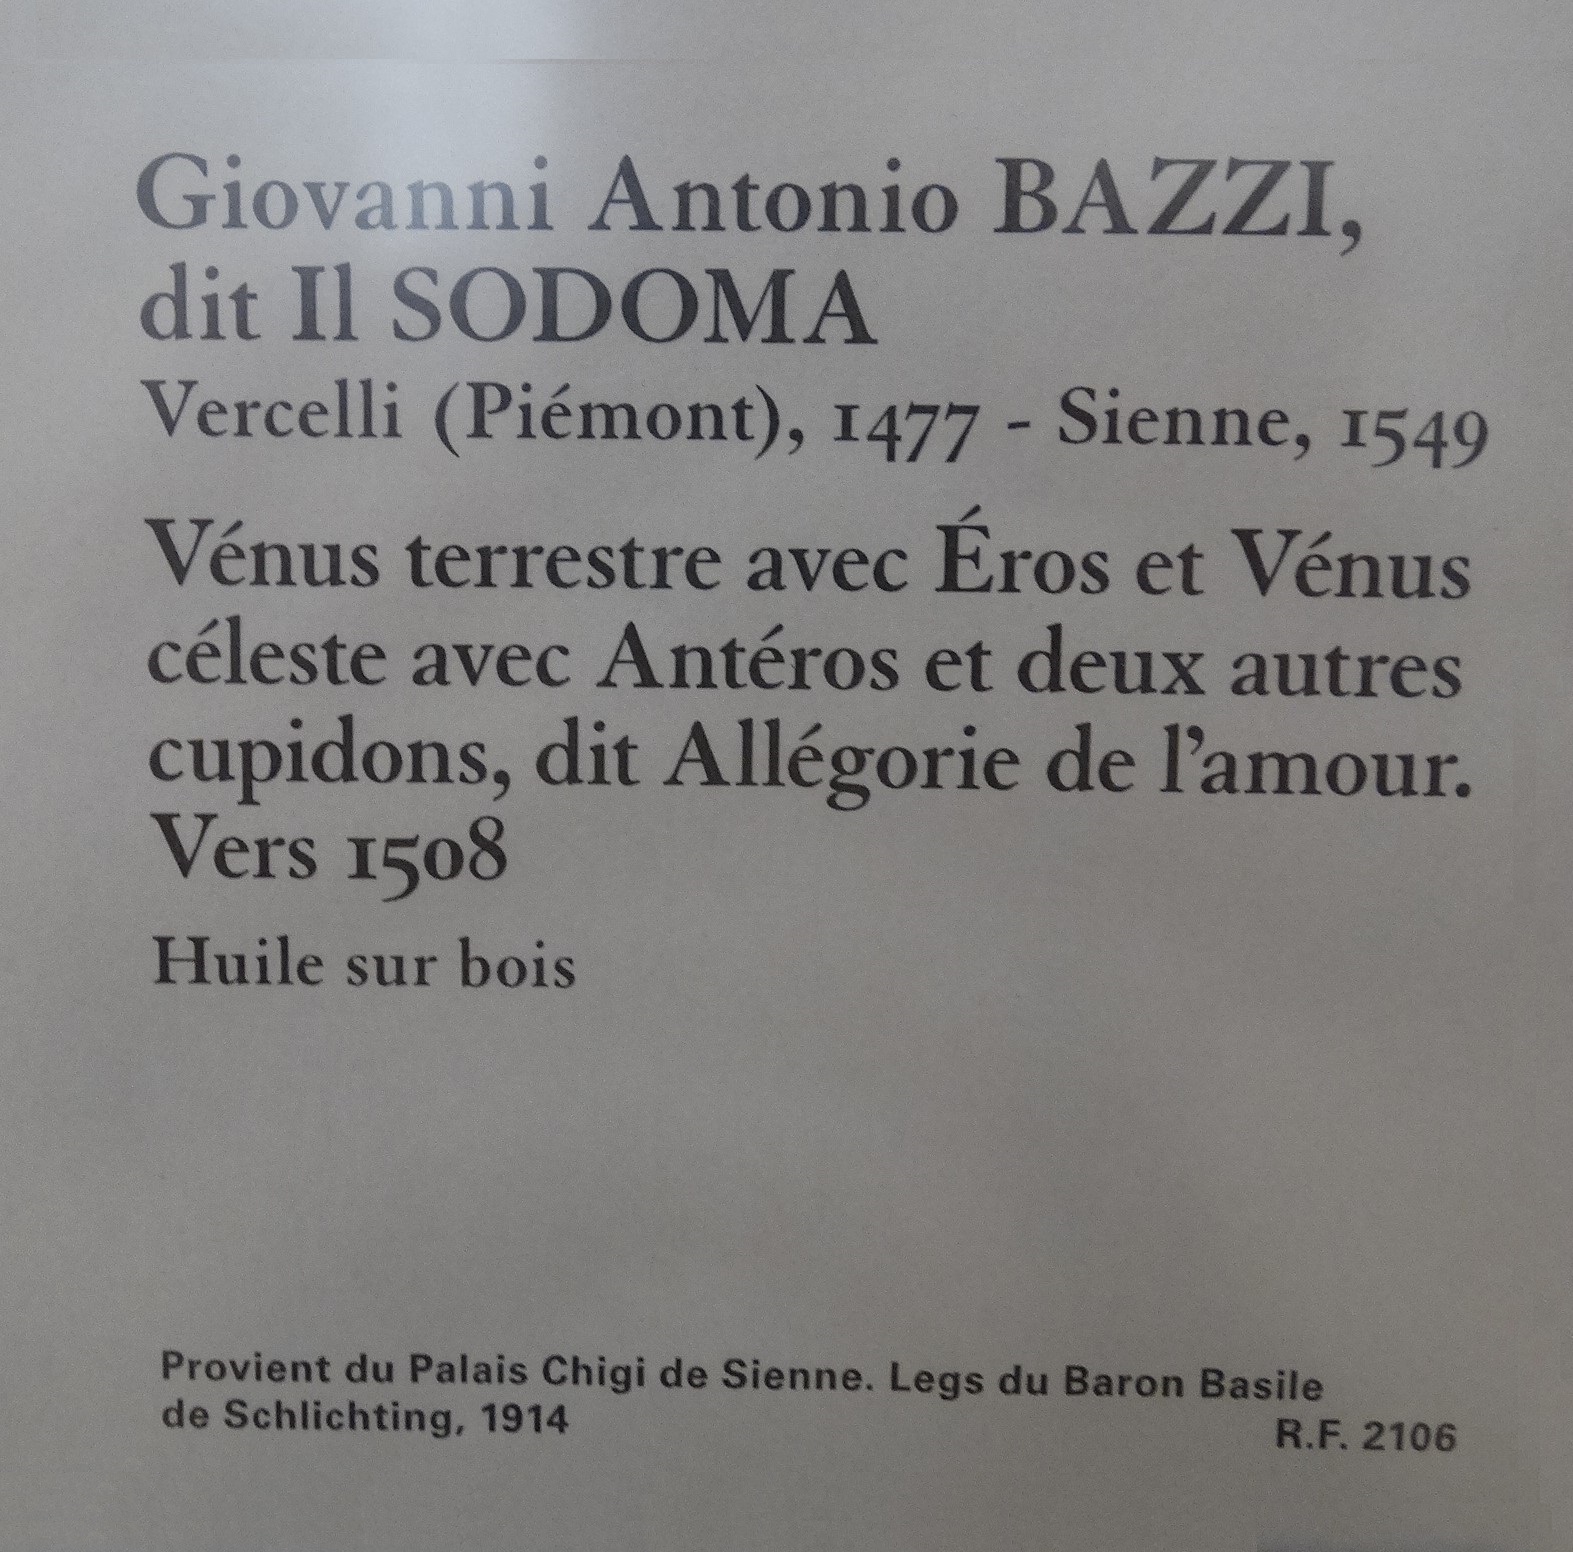 Giovanni Antonio BAZZI,
dit Il SODOMA
Vercelli (Piémont), 1477 - Sienne, 1549
Vénus terrestre avec Éros et Vénus
céleste avec Antéros et deux autres
cupidons, dit Allégorie de l’amour.
Vers 1508
Huile sur bois
Provient du Palais Chigi de Sienne. Legs du Baron Basile
de Schlichting, 1914
R.F. 2106